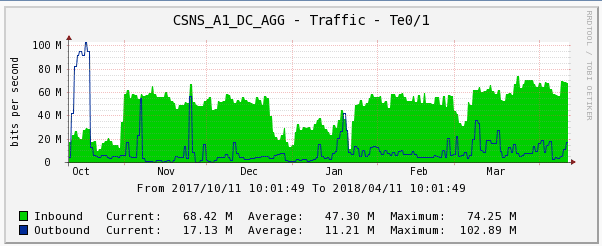 CSNS_A1_DC_AGG - Traffic - Te0/1
RRDTOOL / TOBI OETIKER
bits per second
100 M
80 M
60 M
40 M
20 M
0
Oct Nov Dec Jan Feb Mar
From 2017/10/11 10:01:49 To 2018/04/11 10:01:49
Inbound Current: 68.42 M Average: 47.30 M Maximum: 74.25 M
Outbound Current: 17.13 M Average: 11.21 M Maximum: 102.89 M